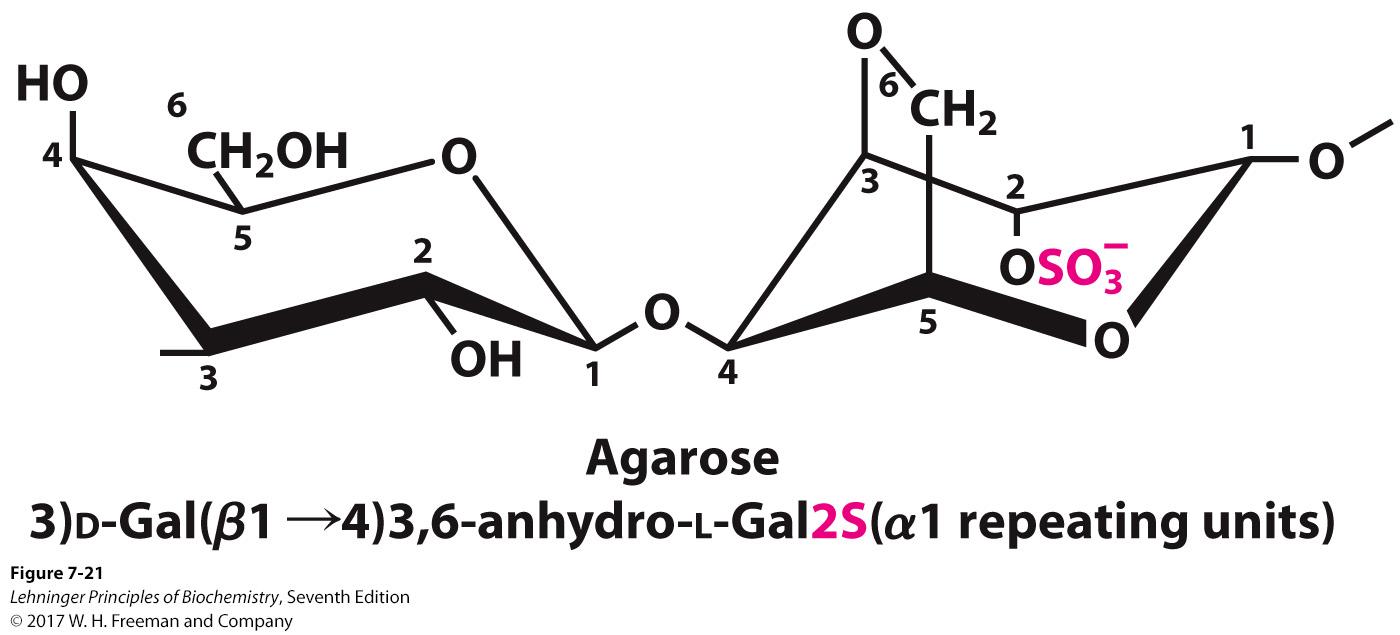 HO
4
6
CH₂OH
5
O
2
OH
3
1
O
4
O
6
CH₂
3
2
OSO₃⁻
5
O
1
O
Agarose
3)D-Gal(β1 →4)3,6-anhydro-L-Gal2S(α1 repeating units)
Figure 7-21
Lehninger Principles of Biochemistry, Seventh Edition
© 2017 W. H. Freeman and Company